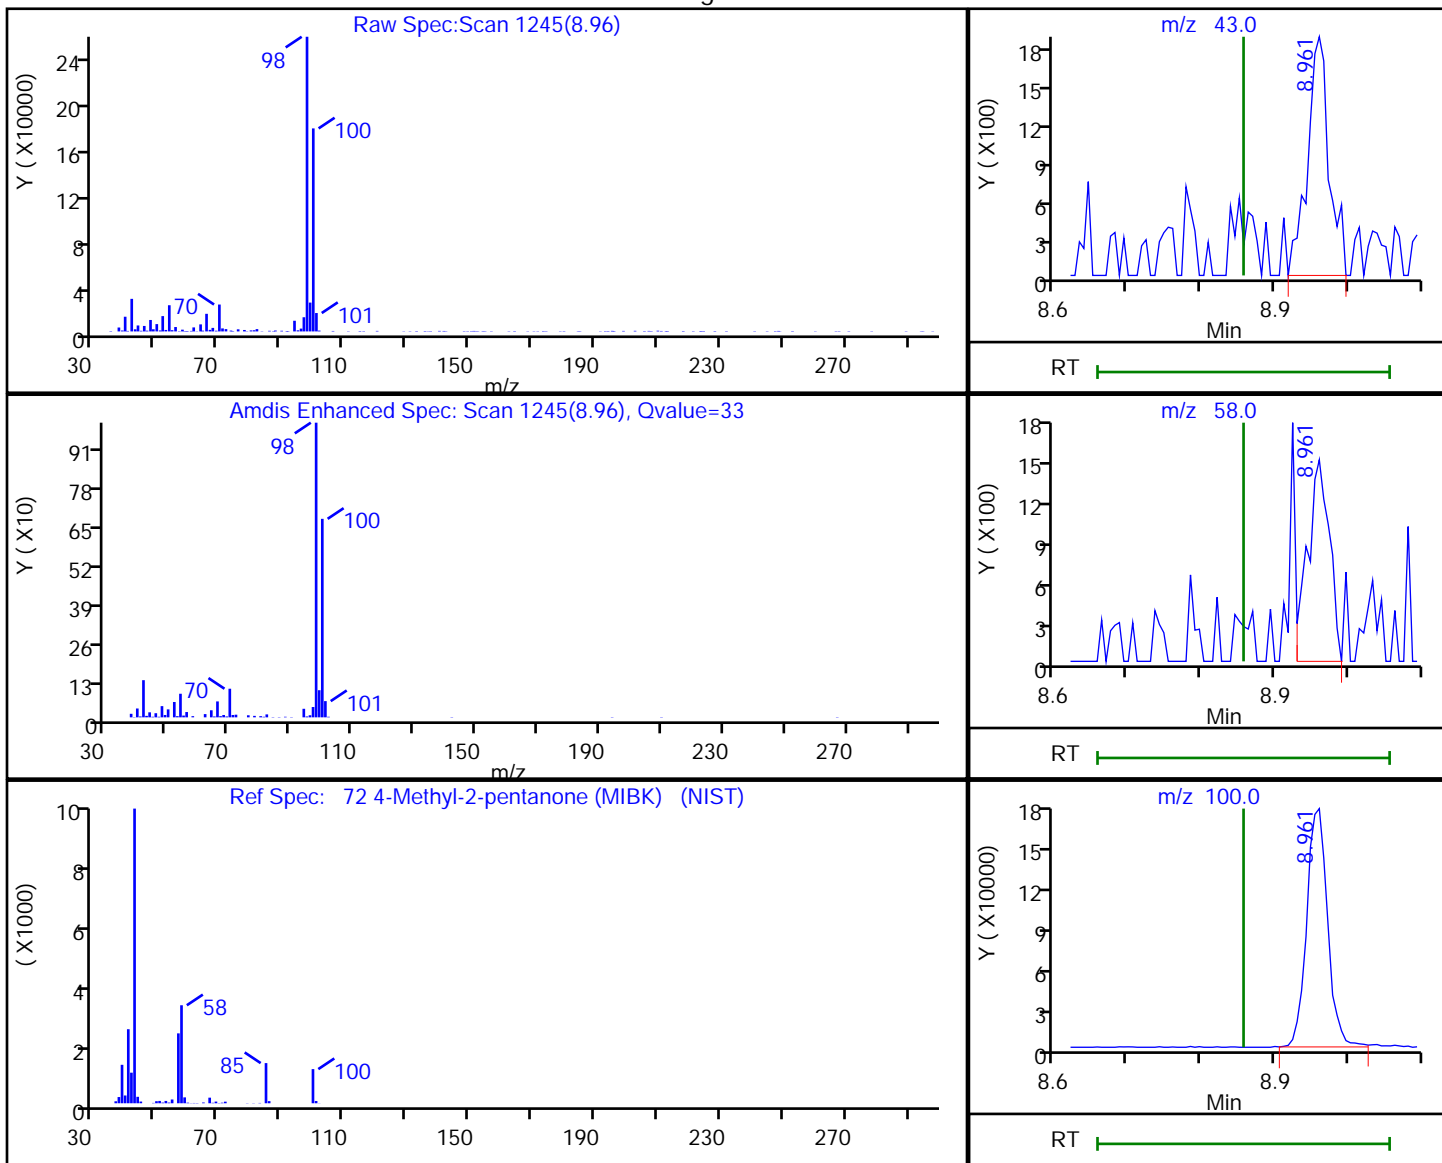 Raw Spec:Scan 1245(8.96)
Y ( X10000)
24
20
16
12
8
4
0
98
100
70
101
30 70 110 150 190 230 270
m/z
m/z 43.0
Y ( X100)
18
15
12
9
6
3
0
8.961
8.6 8.9
Min
RT
Amdis Enhanced Spec: Scan 1245(8.96), Qvalue=33
Y ( X10)
91
78
65
52
39
26
13
0
98
100
70
101
30 70 110 150 190 230 270
m/z
m/z 58.0
Y ( X100)
18
15
12
9
6
3
0
8.961
8.6 8.9
Min
RT
Ref Spec: 72 4-Methyl-2-pentanone (MIBK) (NIST)
( X1000)
10
8
6
4
2
0
58
85
100
30 70 110 150 190 230 270
m/z 100.0
Y ( X10000)
18
15
12
9
6
3
0
8.961
8.6 8.9
Min
RT